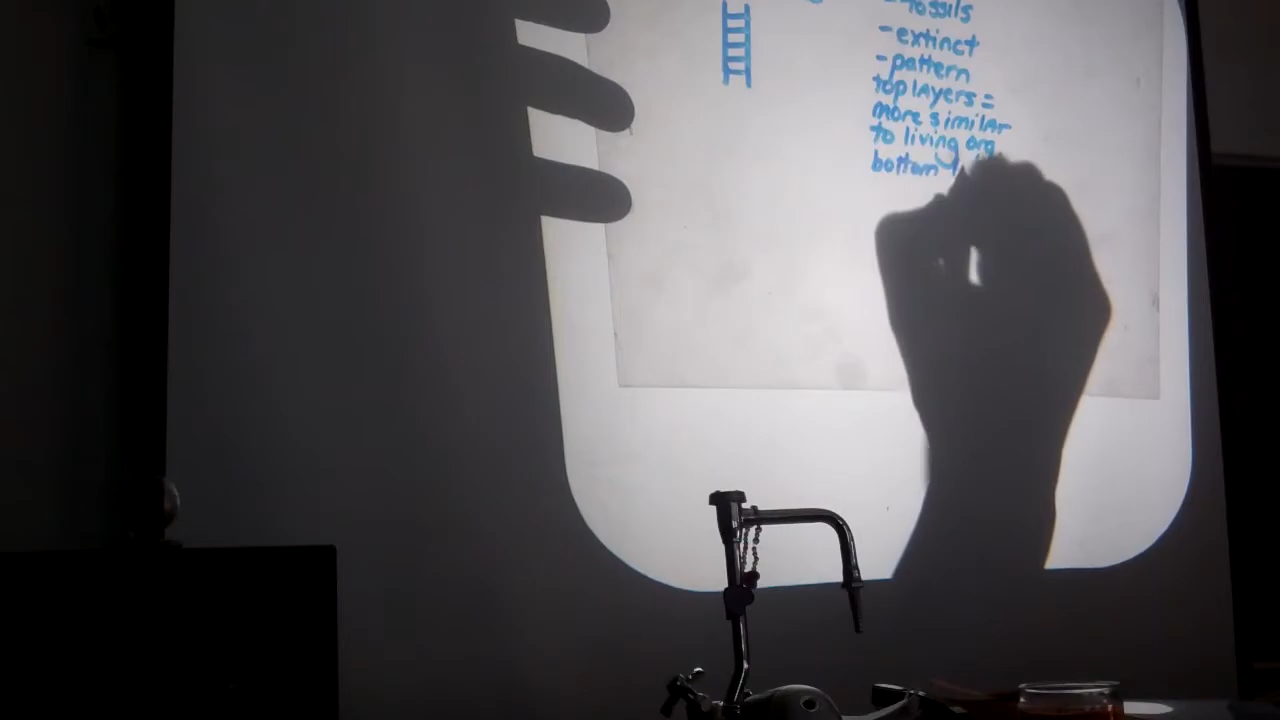 - fossils
- extinct
- pattern
top layers =
more similar
to living org
bottom